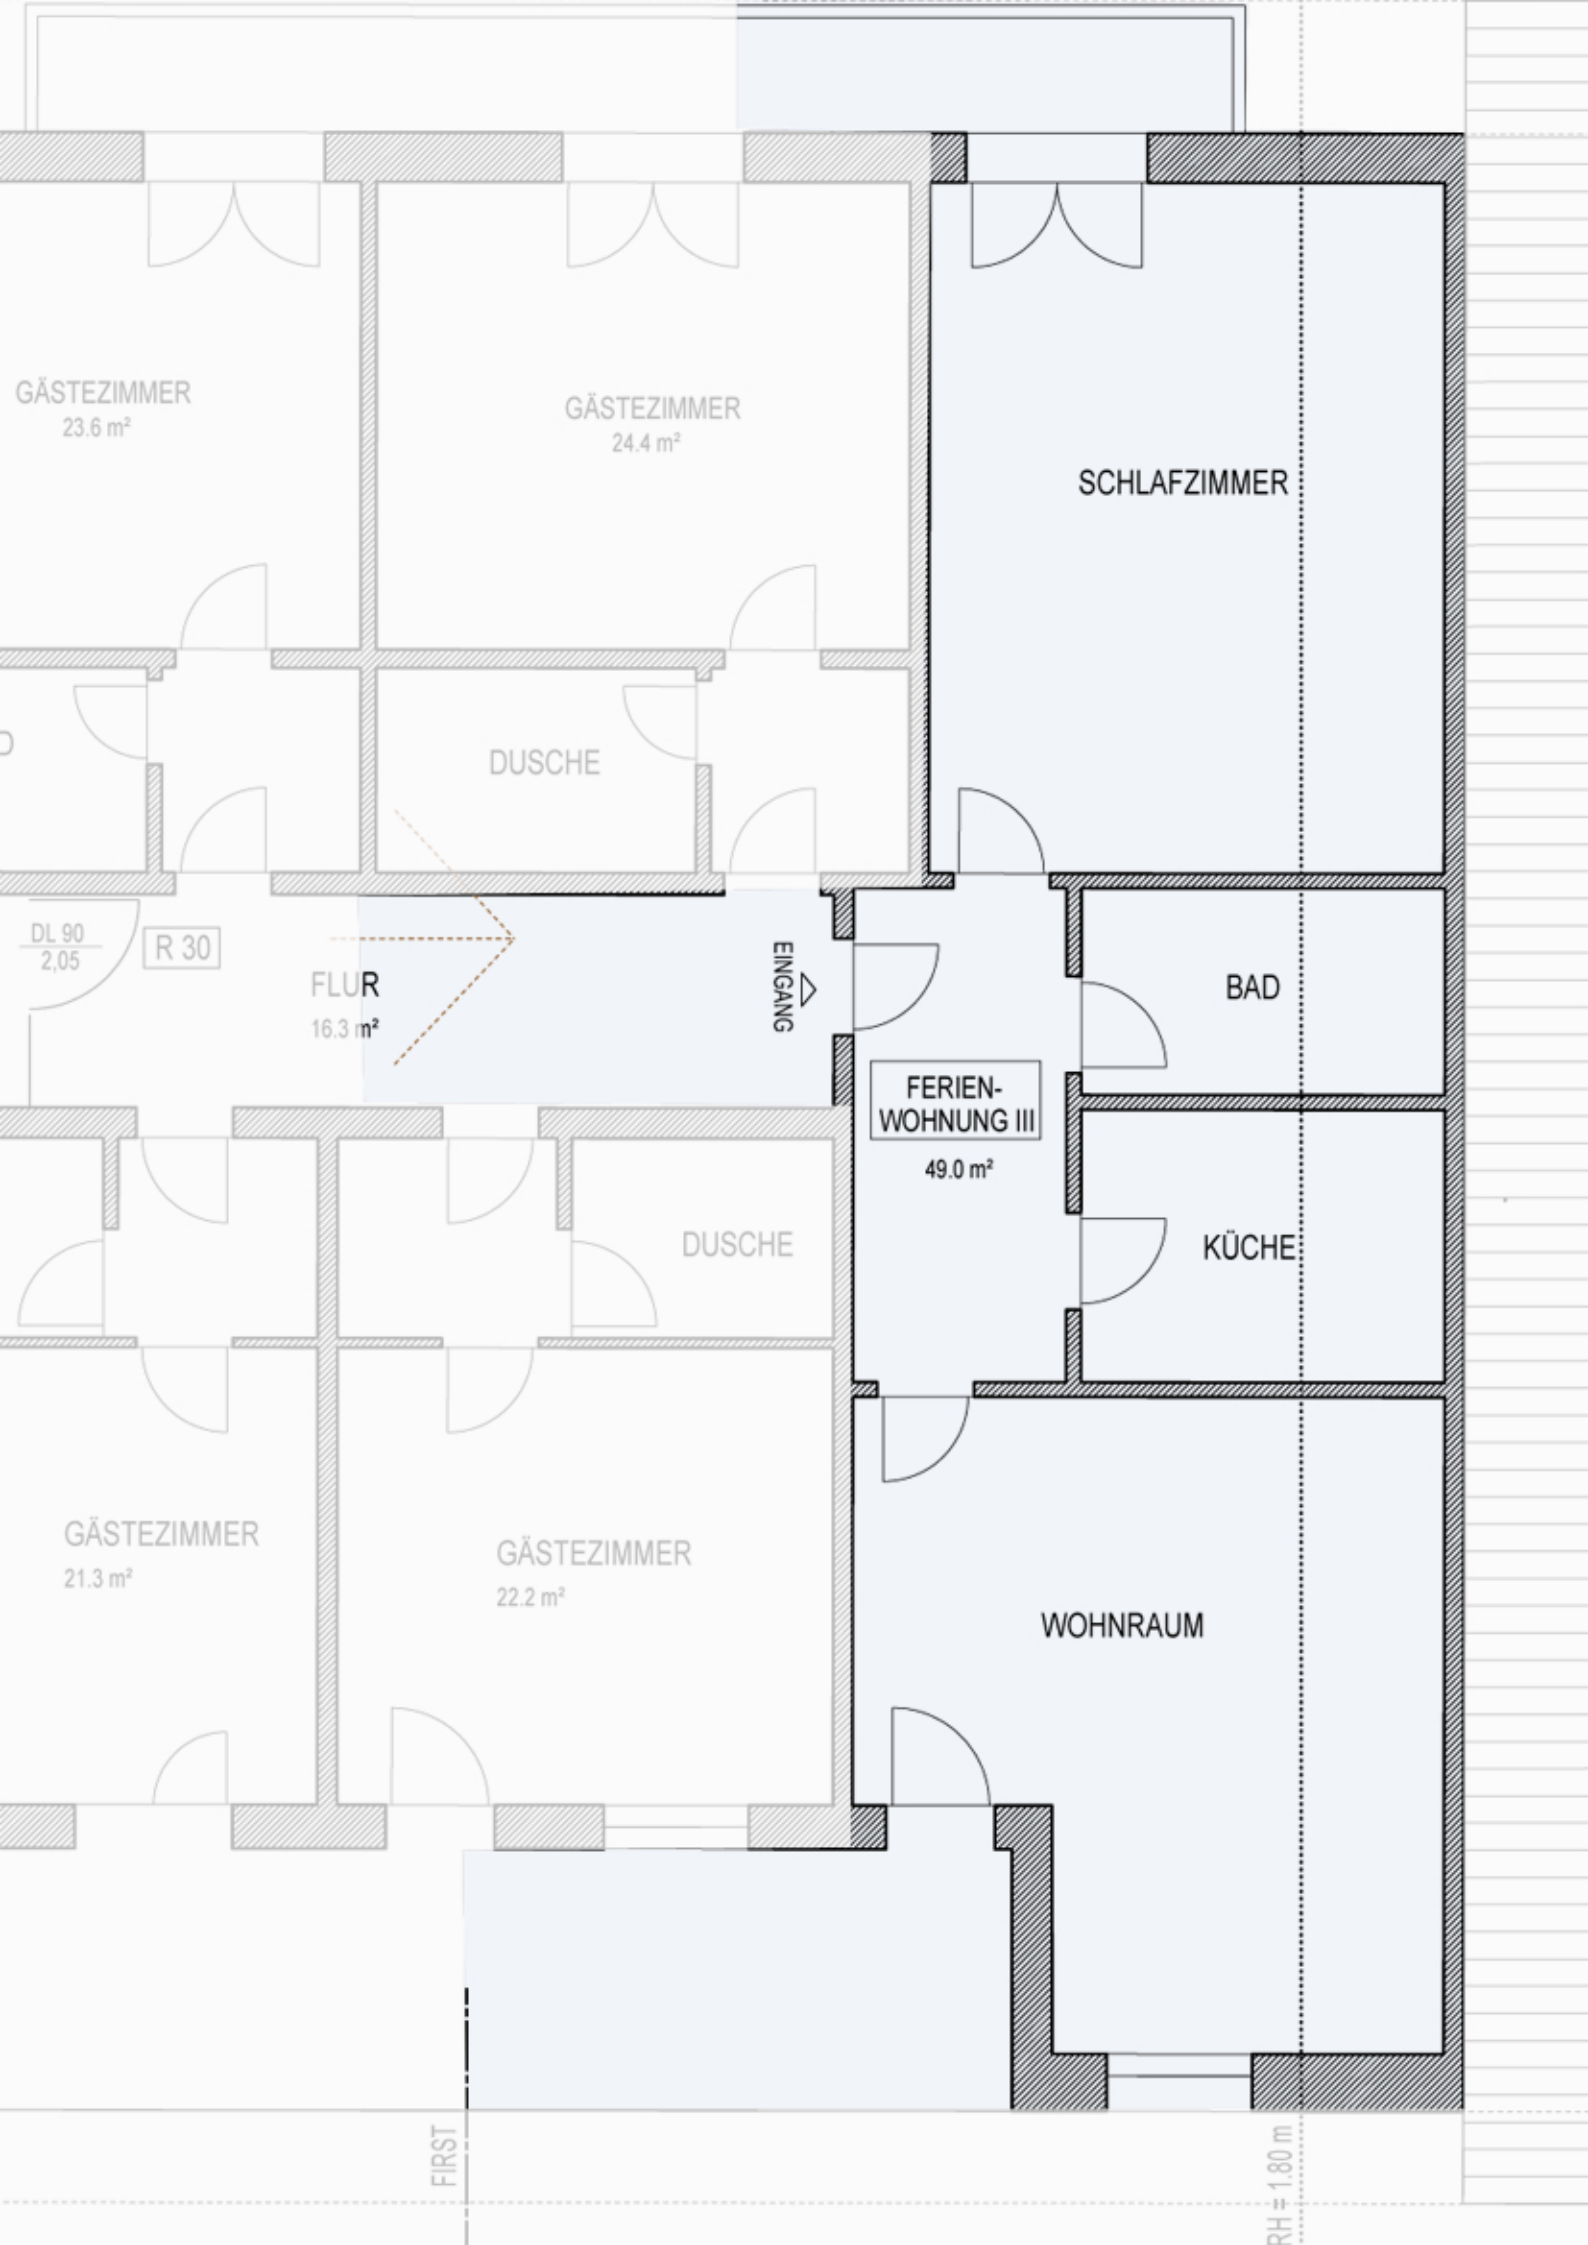 GÄSTEZIMMER
23.6 m²
GÄSTEZIMMER
24.4 m²
SCHLAFZIMMER
DUSCHE
DL 90
2,05
R 30
FLUR
16.3 m²
EINGANG
BAD
FERIEN-
WOHNUNG III
49.0 m²
KÜCHE
DUSCHE
GÄSTEZIMMER
21.3 m²
GÄSTEZIMMER
22.2 m²
WOHNRAUM
FIRST
RH = 1.80 m